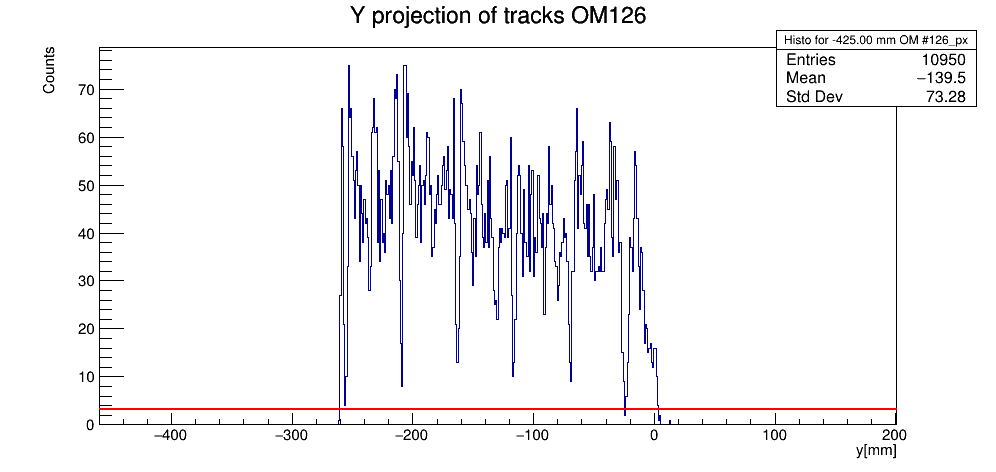 Y projection of tracks OM126
Histo for -425.00 mm OM #126_px
Entries 10950
Mean −139.5
Std Dev 73.28
Counts
70
60
50
40
30
20
10
0
−400 −300 −200 −100 0 100 200
y[mm]